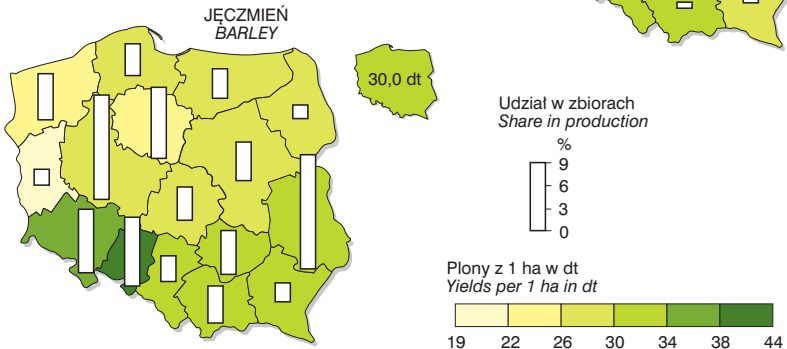 JĘCZMIEŃ
BARLEY
30,0 dt
Udział w zbiorach
Share in production
%
9
6
3
0
Plony z 1 ha w dt
Yields per 1 ha in dt
19 22 26 30 34 38 44